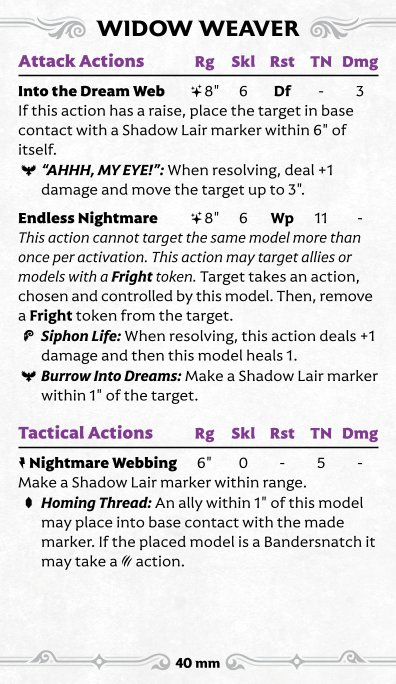 WIDOW WEAVER
Attack Actions Rg Skl Rst TN Dmg
Into the Dream Web 8" 6 Df - 3
If this action has a raise, place the target in base
contact with a Shadow Lair marker within 6" of
itself.
"AHHH, MY EYE!": When resolving, deal +1
damage and move the target up to 3".
Endless Nightmare 8" 6 Wp 11 -
This action cannot target the same model more than
once per activation. This action may target allies or
models with a Fright token. Target takes an action,
chosen and controlled by this model. Then, remove
a Fright token from the target.
Siphon Life: When resolving, this action deals +1
damage and then this model heals 1.
Burrow Into Dreams: Make a Shadow Lair marker
within 1" of the target.
Tactical Actions Rg Skl Rst TN Dmg
Nightmare Webbing 6" 0 - 5 -
Make a Shadow Lair marker within range.
Homing Thread: An ally within 1" of this model
may place into base contact with the made
marker. If the placed model is a Bandersnatch it
may take a action.
40 mm